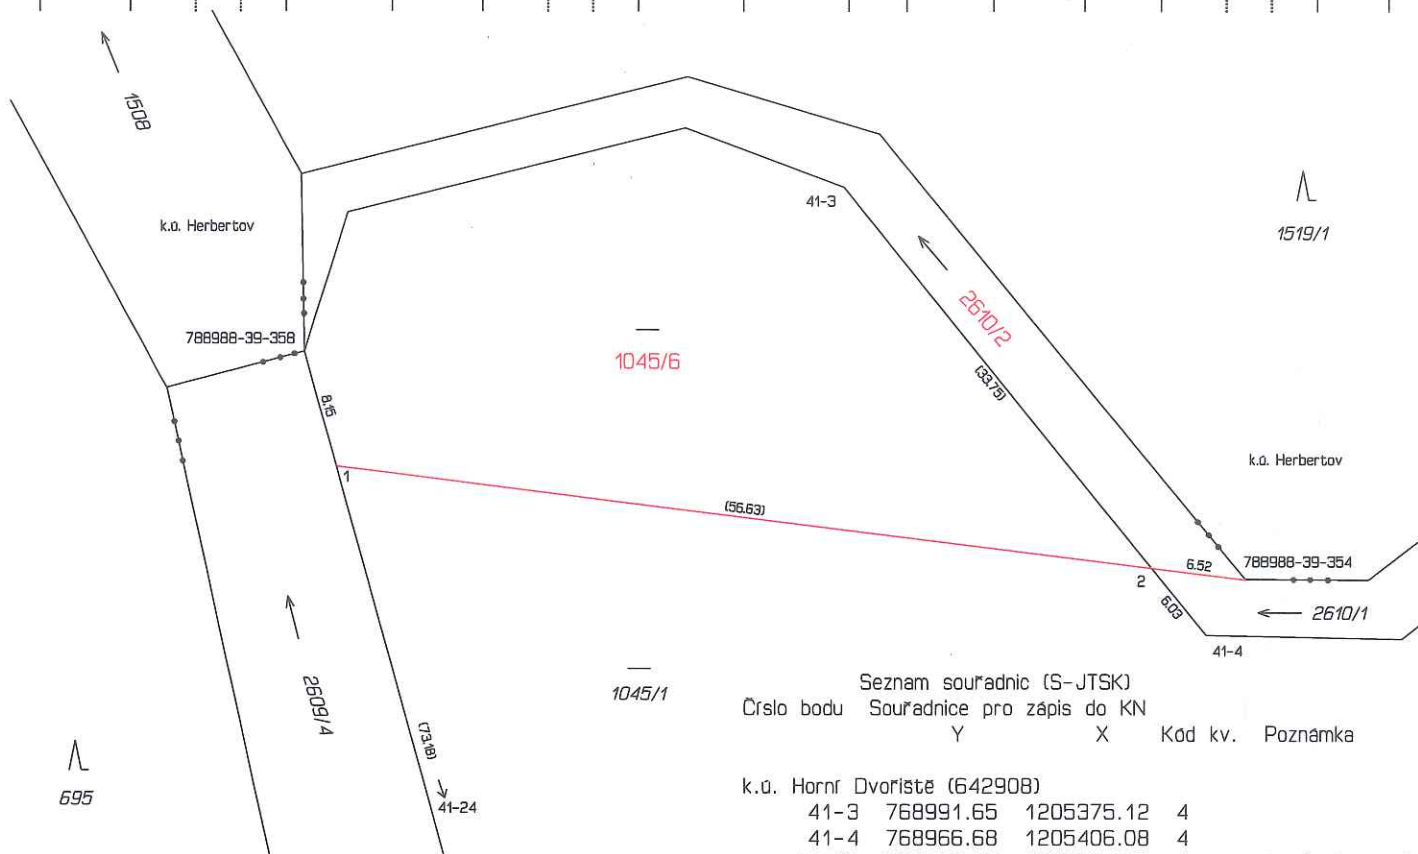 1508
k.ú. Herbertov
41-3
1519/1
2610/2
788988-39-358
1045/6
(33.75)
8.15
k.ú. Herbertov
1
(56.63)
6.52
788988-39-354
2
6.03
2610/1
41-4
2609/4
1045/1
(73.18)
695
41-24
Seznam souřadnic (S-JTSK)
Číslo bodu Souřadnice pro zápis do KN
Y X Kód kv. Poznámka
k.ú. Horní Dvořiště (642908)
41-3 768991.65 1205375.12 4
41-4 768966.68 1205406.08 4